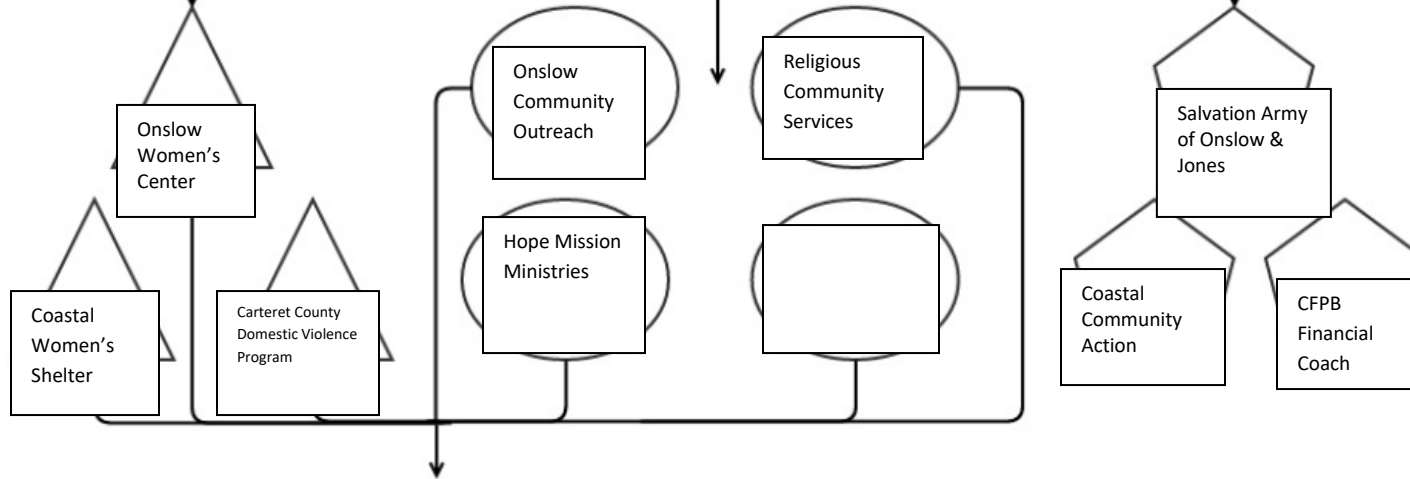 Onslow
Women’s
Center
Onslow
Community
Outreach
Religious
Community
Services
Salvation Army
of Onslow &
Jones
Coastal
Women’s
Shelter
Carteret County
Domestic Violence
Program
Hope Mission
Ministries
Coastal
Community
Action
CFPB
Financial
Coach